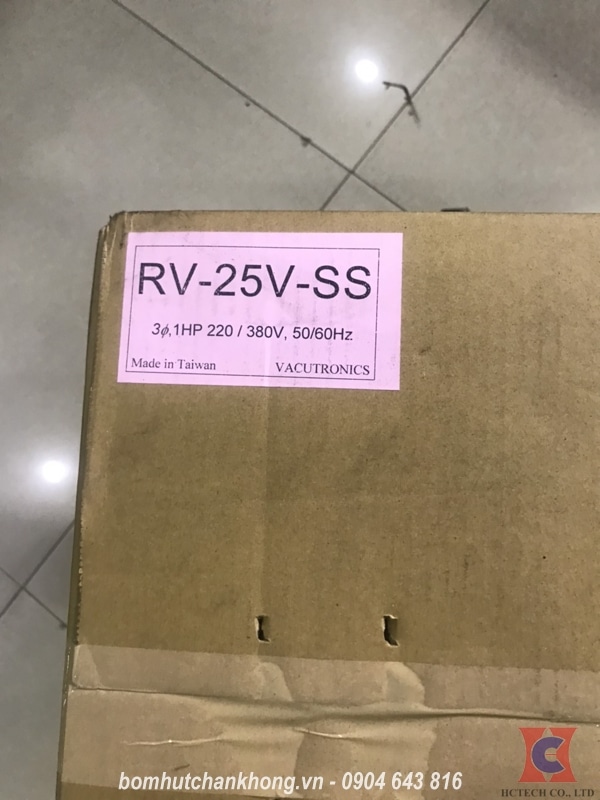 RV-25V-SS
3ϕ,1HP 220 / 380V, 50/60Hz
Made in Taiwan VACUTRONICS
bomhutchankhong.vn - 0904 643 816
C
HCTECH CO., LTD